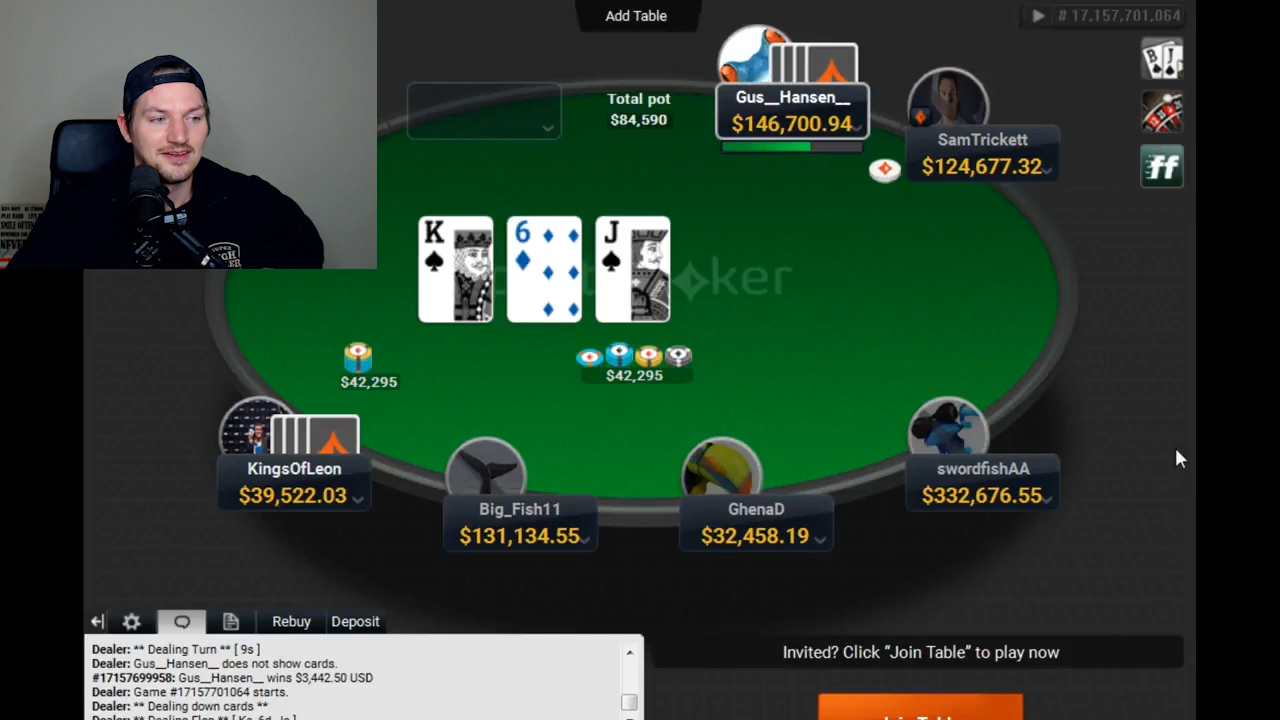 Add Table
# 17,157,701,064
Total pot
$84,590
Gus__Hansen__
$146,700.94
SamTrickett
$124,677.32
ff
K
6
J
ker
$42,295
$42,295
KingsOfLeon
$39,522.03
Big_Fish11
$131,134.55
GhenaD
$32,458.19
swordfishAA
$332,676.55
Rebuy
Deposit
Dealer: ** Dealing Turn ** [ 9s ]
Dealer: Gus__Hansen__ does not show cards.
#17157699958: Gus__Hansen__ wins $3,442.50 USD
Dealer: Game #17157701064 starts.
Dealer: ** Dealing down cards **
Invited? Click “Join Table” to play now